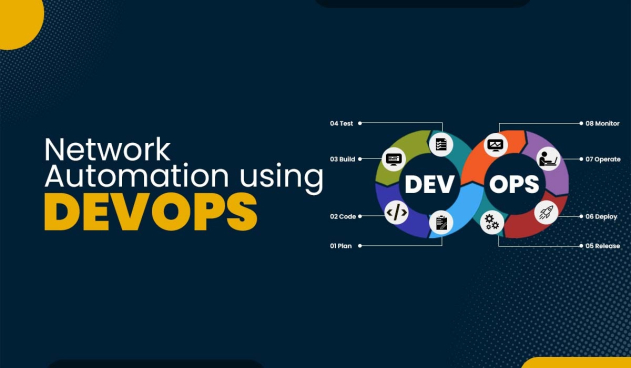 Network
Automation using
DEVOPS
04 Test
03 Build
02 Code
01 Plan
DEV
OPS
08 Monitor
07 Operate
06 Deploy
05 Release